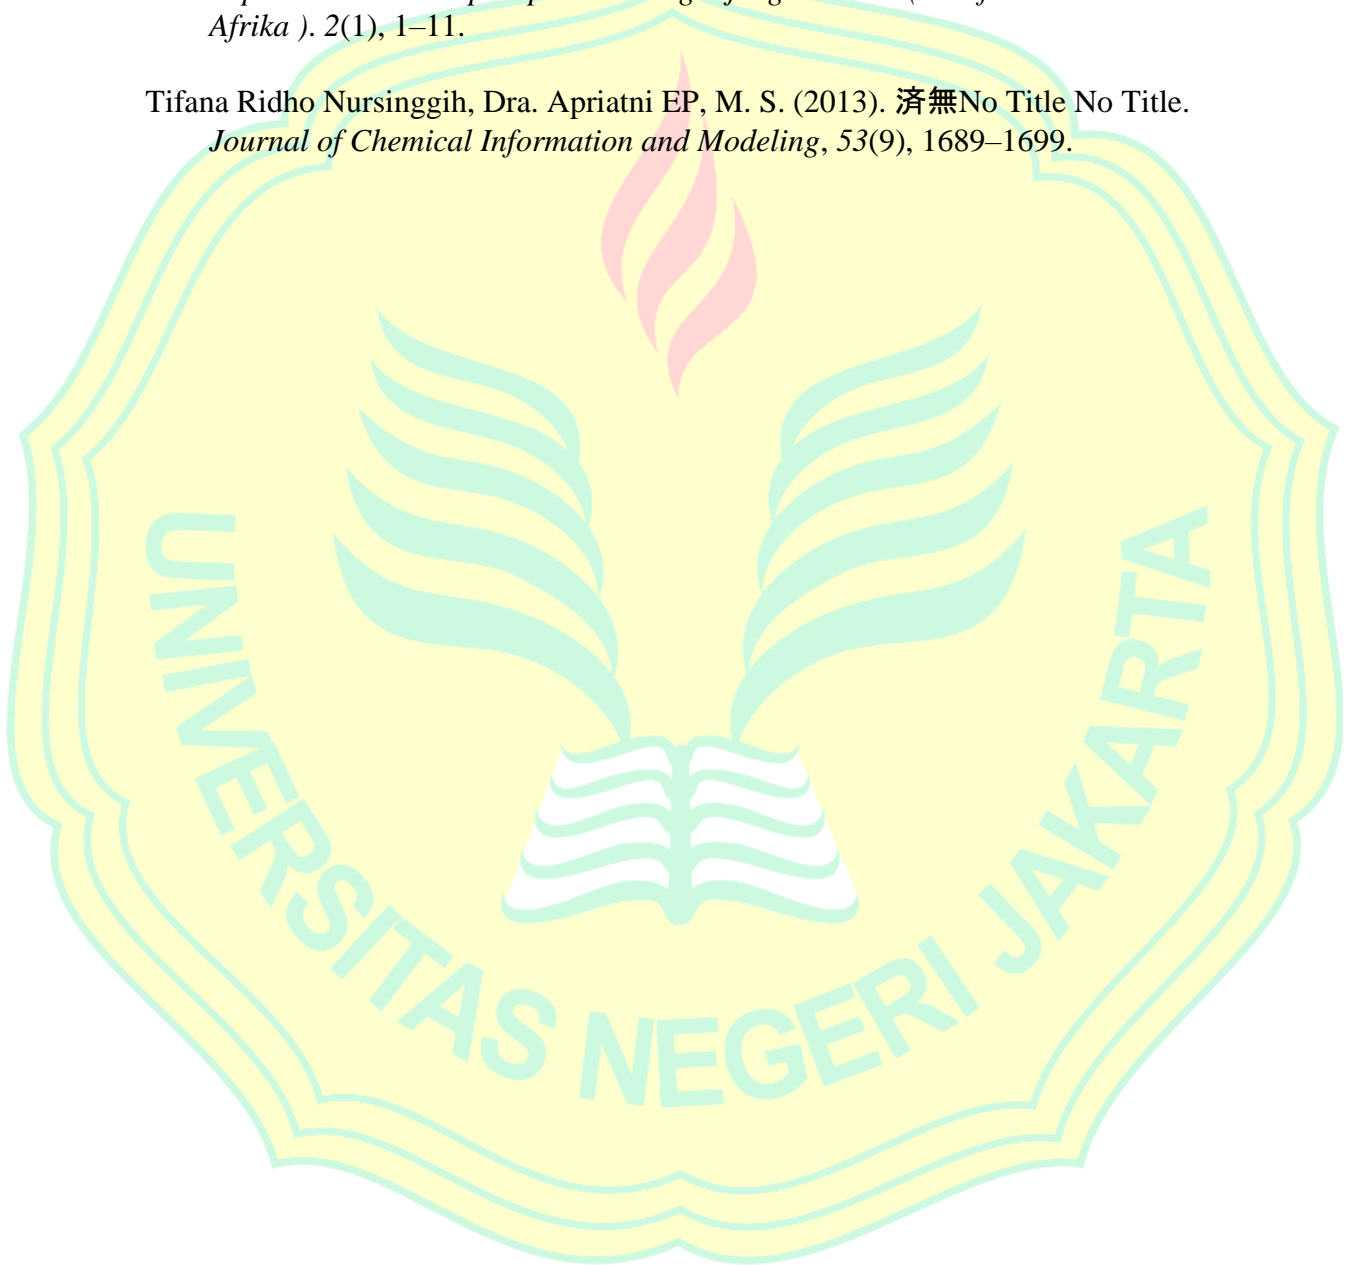 Afrika ). 2(1), 1–11.
Tifana Ridho Nursinggih, Dra. Apriatni EP, M. S. (2013). 済無No Title No Title.
Journal of Chemical Information and Modeling, 53(9), 1689–1699.
UNIVERSITAS NEGERI JAKARTA